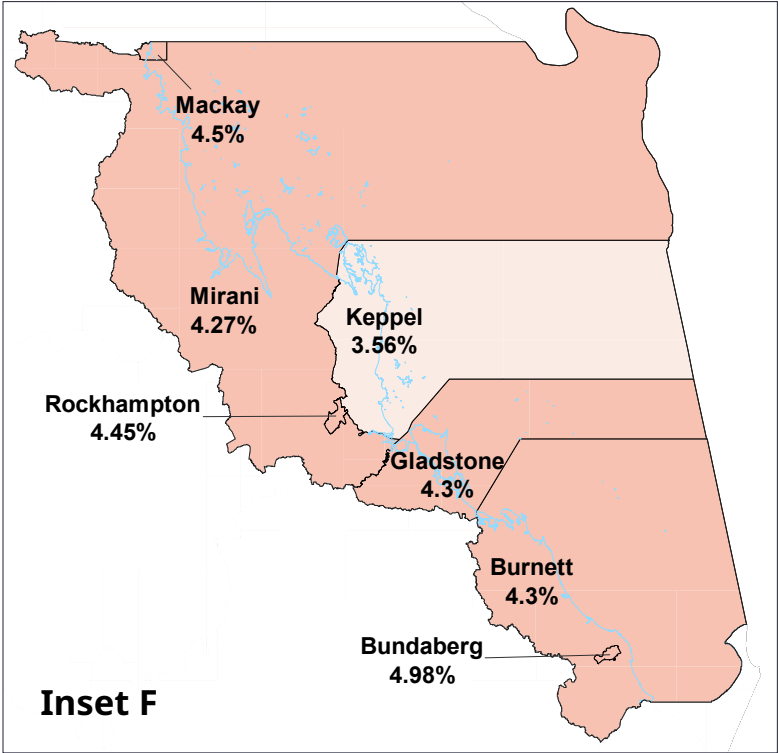 Mackay
4.5%
Mirani
4.27%
Keppel
3.56%
Rockhampton
4.45%
Gladstone
4.3%
Burnett
4.3%
Bundaberg
4.98%
Inset F